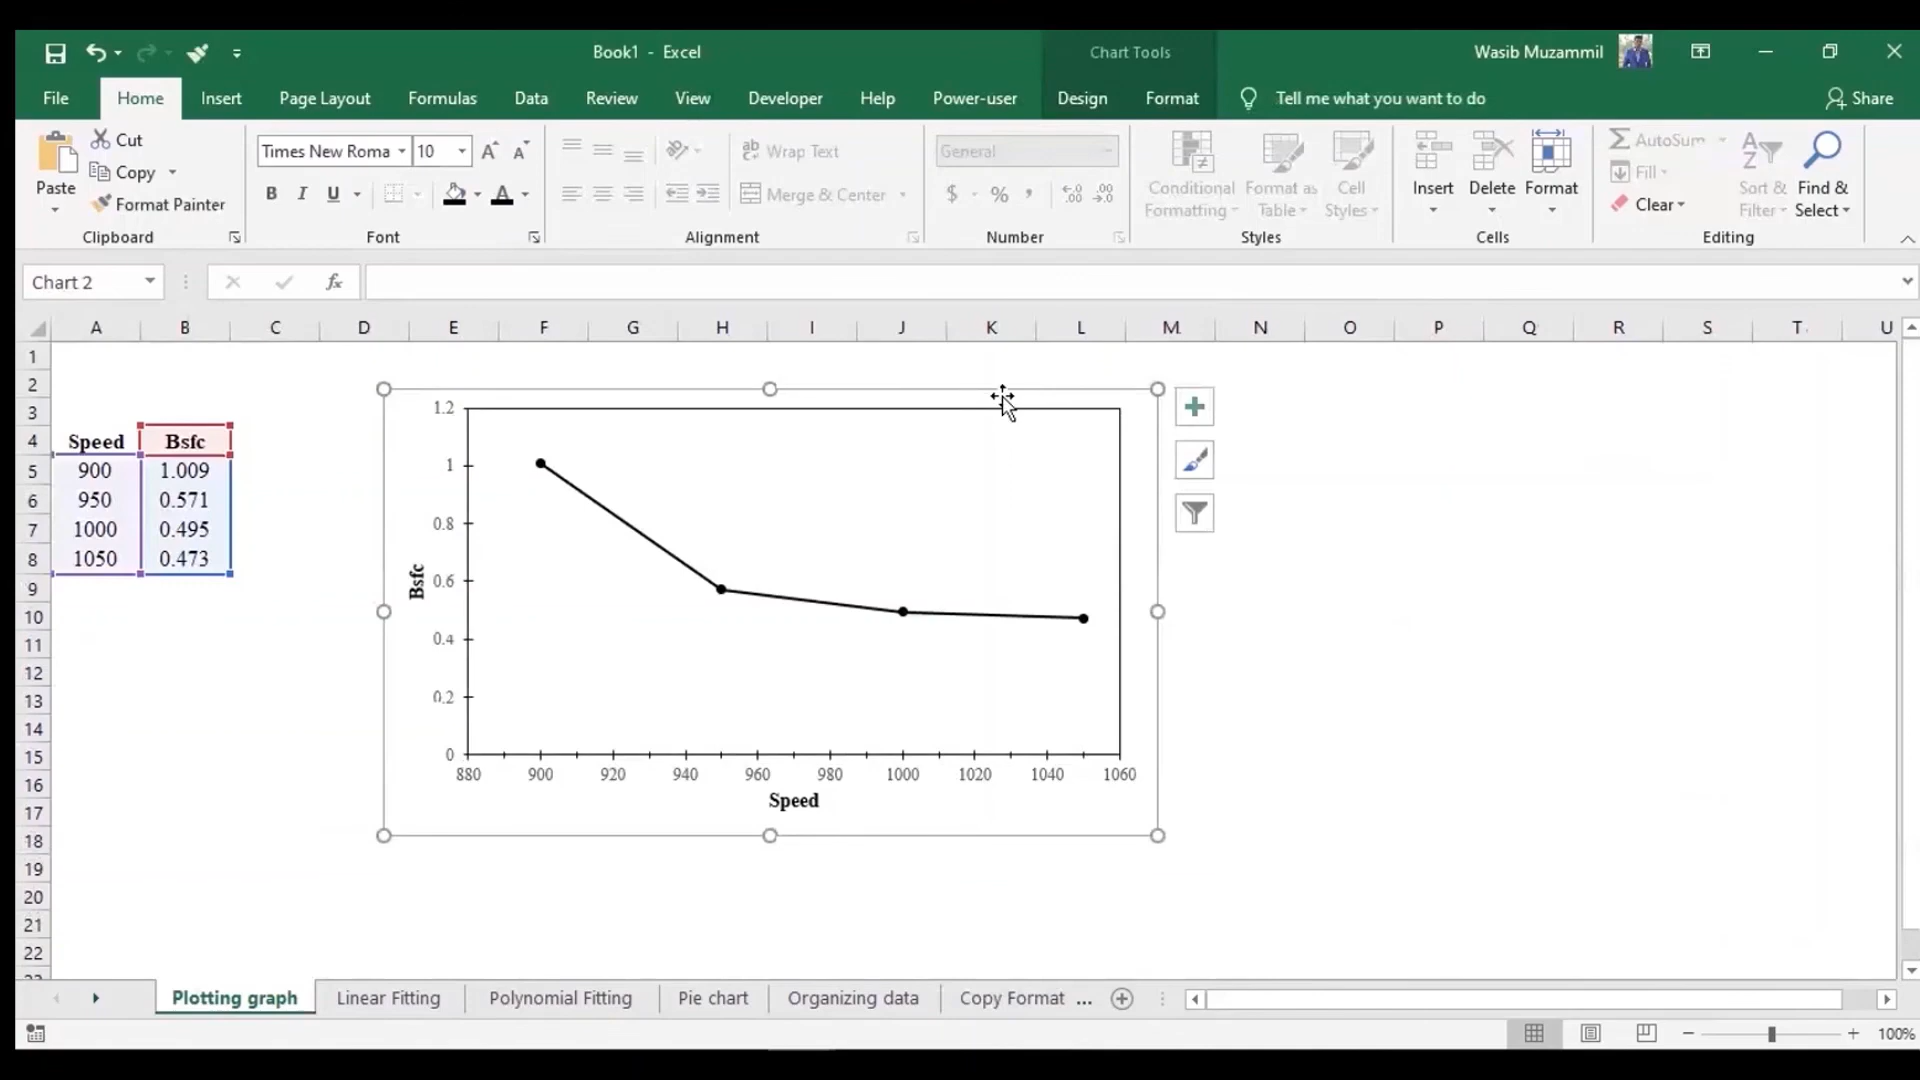 Book1 - Excel
Chart Tools
Wasib Muzammil
File Home Insert Page Layout Formulas Data Review View Developer Help Power-user Design Format Tell me what you want to do Share
Paste
Cut
Copy
Format Painter
Clipboard
Times New Roma 10
B I U
Font
Wrap Text
Merge & Center
Alignment
General
$ % ,
Number
Conditional Formatting
Format as Table
Cell Styles
Styles
Insert Delete Format
Cells
AutoSum
Fill
Clear
Sort & Filter
Find & Select
Editing
Chart 2
fx
A B C D E F G H I J K L M N O P Q R S T U
1
2
3
4 Speed Bsfc
5 900 1.009
6 950 0.571
7 1000 0.495
8 1050 0.473
9
10
11
12
13
14
15
16
17
18
19
20
21
22
1.2
1
0.8
0.6
0.4
0.2
0
Bsfc
880 900 920 940 960 980 1000 1020 1040 1060
Speed
Plotting graph Linear Fitting Polynomial Fitting Pie chart Organizing data Copy Format ...
100%